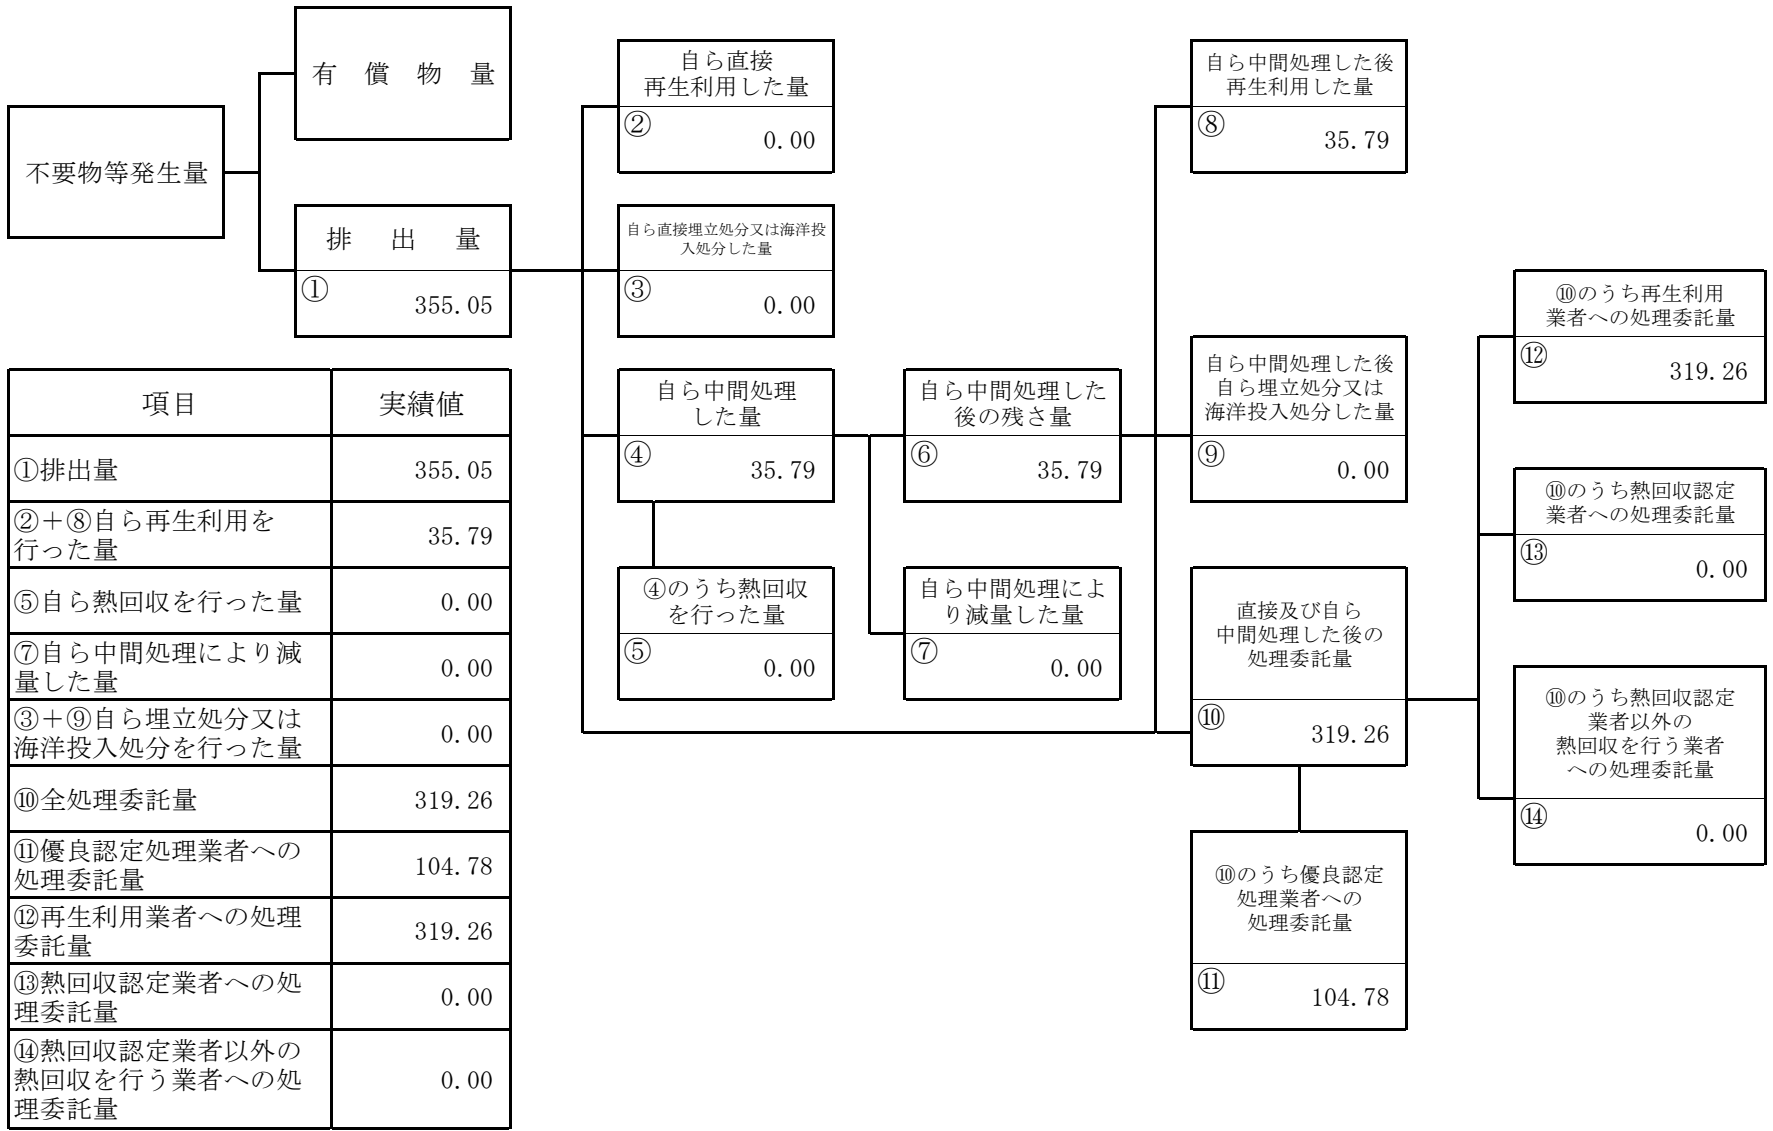 有償物量
不要物等発生量
排出量
①
355.05
自ら直接
再生利用した量
②
0.00
自ら直接埋立処分又は海洋投
入処分した量
③
0.00
自ら中間処理
した量
④
35.79
④のうち熱回収
を行った量
⑤
0.00
自ら中間処理した
後の残さ量
⑥
35.79
自ら中間処理によ
り減量した量
⑦
0.00
自ら中間処理した後
再生利用した量
⑧
35.79
自ら中間処理した後
自ら埋立処分又は
海洋投入処分した量
⑨
0.00
直接及び自ら
中間処理した後の
処理委託量
⑩
319.26
⑩のうち優良認定
処理業者への
処理委託量
⑪
104.78
⑩のうち再生利用
業者への処理委託量
⑫
319.26
⑩のうち熱回収認定
業者への処理委託量
⑬
0.00
⑩のうち熱回収認定
業者以外の
熱回収を行う業者
への処理委託量
⑭
0.00
項目 実績値
①排出量 355.05
②＋⑧自ら再生利用を
行った量 35.79
⑤自ら熱回収を行った量 0.00
⑦自ら中間処理により減
量した量 0.00
③＋⑨自ら埋立処分又は
海洋投入処分を行った量 0.00
⑩全処理委託量 319.26
⑪優良認定処理業者への
処理委託量 104.78
⑫再生利用業者への処理
委託量 319.26
⑬熱回収認定業者への処
理委託量 0.00
⑭熱回収認定業者以外の
熱回収を行う業者への処
理委託量 0.00